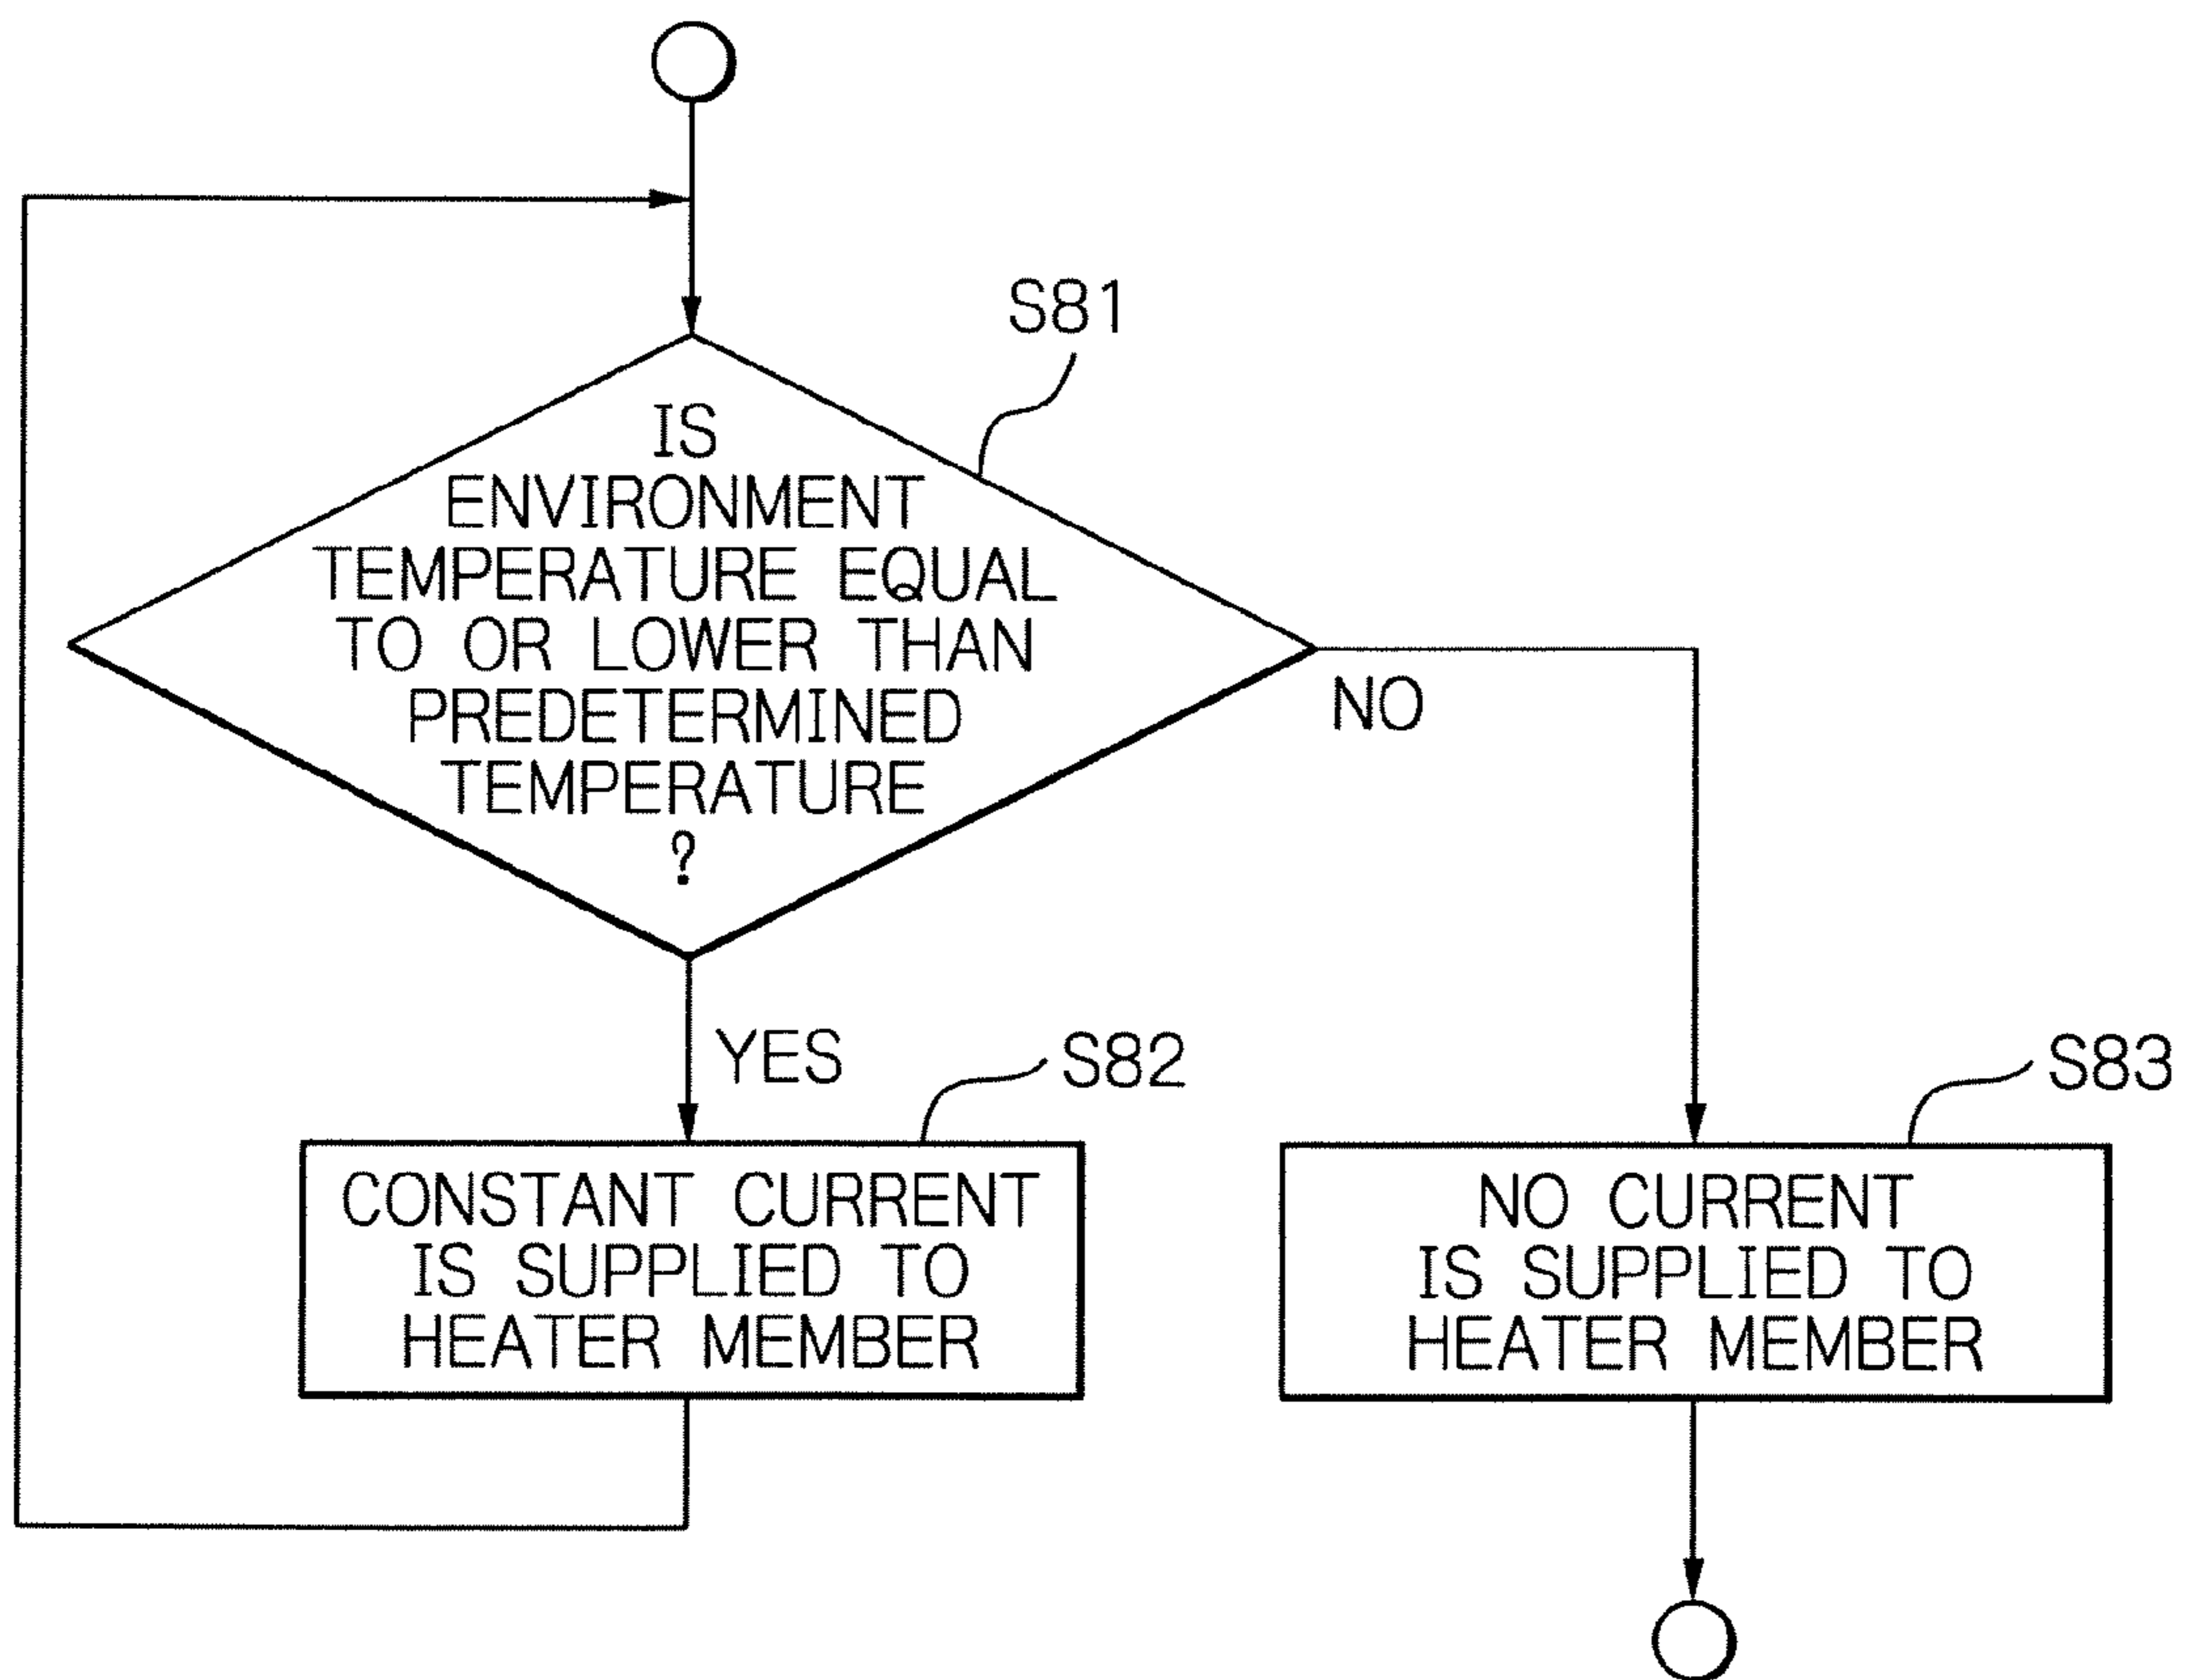 S81
IS
ENVIRONMENT
TEMPERATURE EQUAL
TO OR LOWER THAN
PREDETERMINED
TEMPERATURE
?
NO
YES
S82
S83
CONSTANT CURRENT
IS SUPPLIED TO
HEATER MEMBER
NO CURRENT
IS SUPPLIED TO
HEATER MEMBER